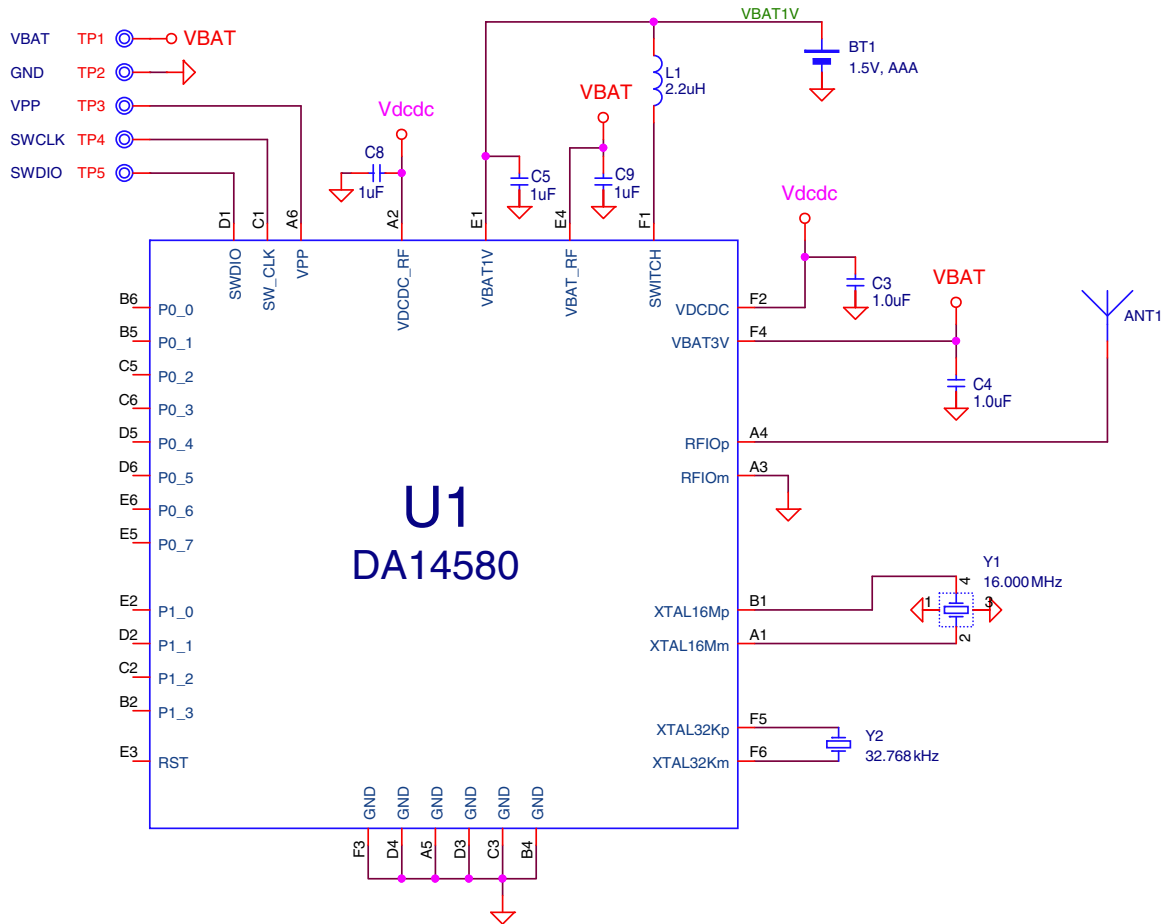 VBAT1V
VBAT TP1 VBAT
GND TP2
VPP TP3
SWCLK TP4
SWDIO TP5
BT1
1.5V, AAA
L1
2.2uH
VBAT
Vdcdc
C8
1uF
C5
1uF
C9
1uF
D1 C1 A6 A2 E1 E4 F1
SWDIO SW_CLK VPP VDCDC_RF VBAT1V VBAT_RF SWITCH
Vdcdc
C3
1.0uF
VBAT
ANT1
C4
1.0uF
B6 P0_0
B5 P0_1
C5 P0_2
C6 P0_3
D5 P0_4
D6 P0_5
E6 P0_6
E5 P0_7
E2 P1_0
D2 P1_1
C2 P1_2
B2 P1_3
E3 RST
U1
DA14580
VDCDC F2
VBAT3V F4
RFIOp A4
RFIOm A3
XTAL16Mp B1
XTAL16Mm A1
XTAL32Kp F5
XTAL32Km F6
Y1
16.000MHz
4
1 3
2
Y2
32.768kHz
GND GND GND GND GND GND
F3 D4 A5 D3 C3 B4